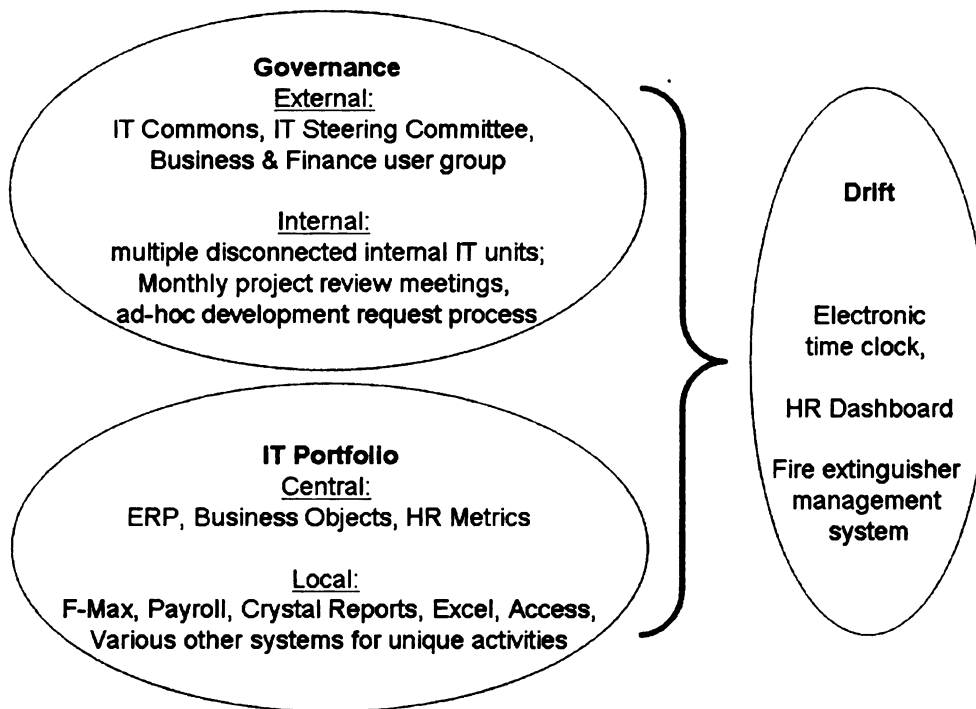 Governance
External:
IT Commons, IT Steering Committee,
Business & Finance user group
Internal:
multiple disconnected internal IT units;
Monthly project review meetings,
ad-hoc development request process
IT Portfolio
Central:
ERP, Business Objects, HR Metrics
Local:
F-Max, Payroll, Crystal Reports, Excel, Access,
Various other systems for unique activities
Drift
Electronic
time clock,
HR Dashboard
Fire extinguisher
management
system